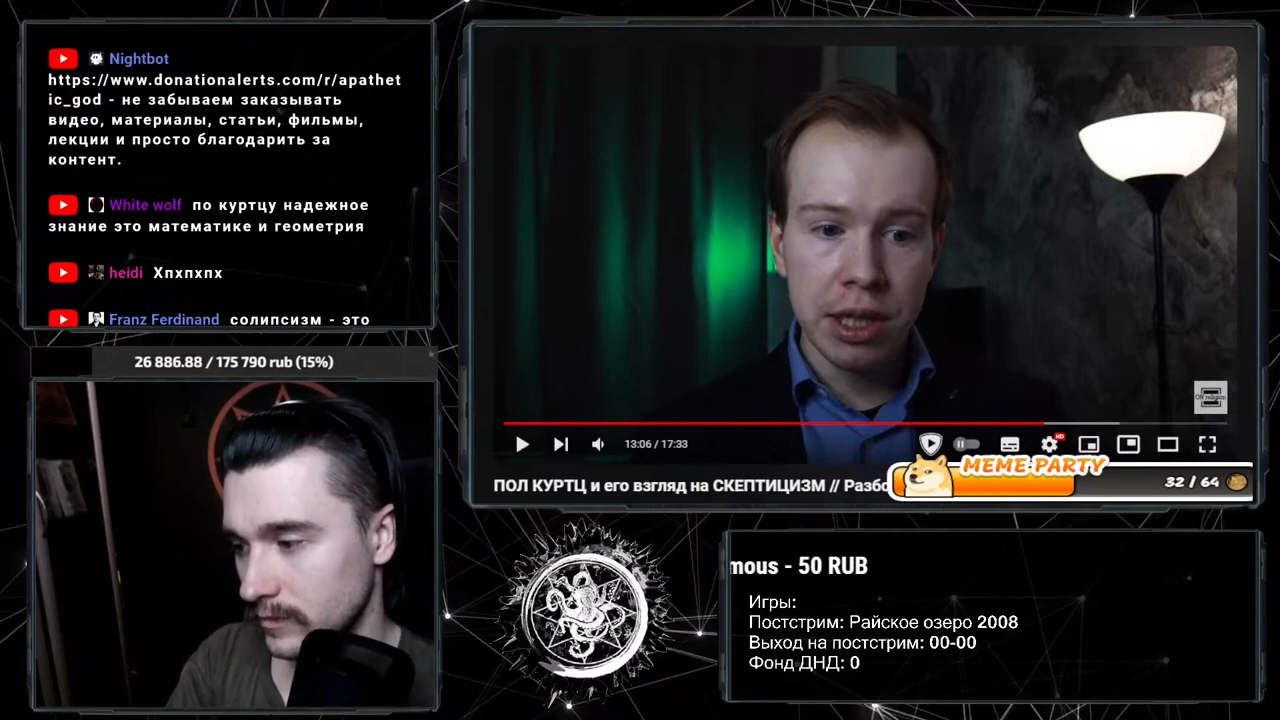 Nightbot
https://www.donationalerts.com/r/apathet
ic_god - не забываем заказывать
видео, материалы, статьи, фильмы,
лекции и просто благодарить за
контент.
White wolf по куртцу надежное
знание это математике и геометрия
heidi Хпхпхпх
Franz Ferdinand солипсизм - это
26 886.88 / 175 790 rub (15%)
Off religion
13:06 / 17:33
HD
ПОЛ КУРТЦ и его взгляд на СКЕПТИЦИЗМ // Разбо
MEME PARTY
32 / 64
mous - 50 RUB
Игры:
Постстрим: Райское озеро 2008
Выход на постстрим: 00-00
Фонд ДНД: 0